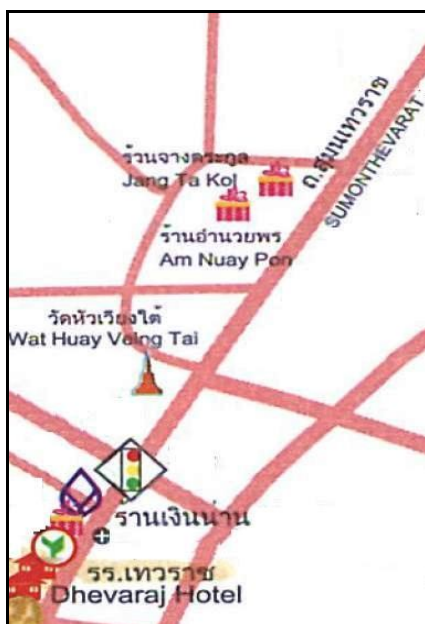 ร้านจางตระกูล
Jang Ta Kol
ถ.สุมนเทวราช
SUMONTHEVARAT
ร้านอำนวยพร
Am Nuay Pon
วัดหัวเวียงใต้
Wat Huay Veing Tai
ร้านเงินน่าน
รร.เทวราช
Dhevaraj Hotel